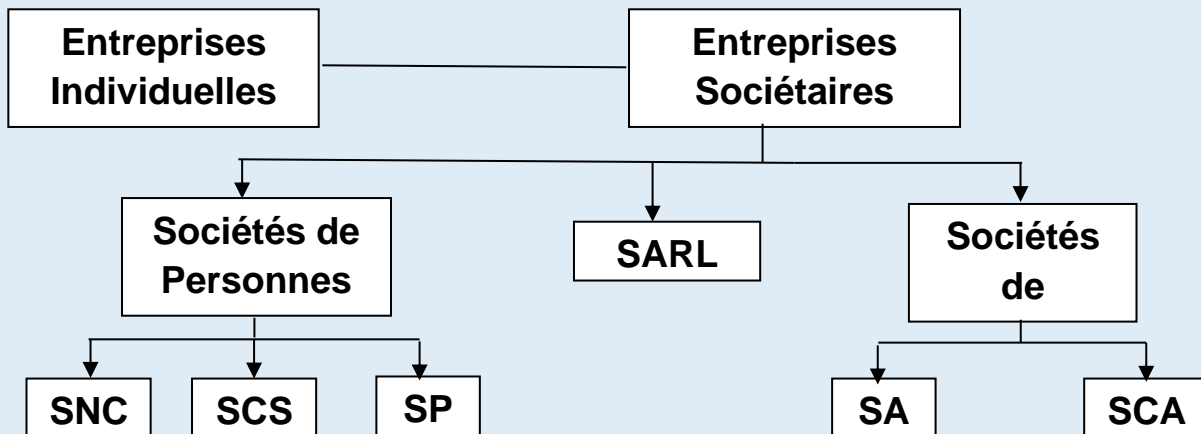 Entreprises
Individuelles
Entreprises
Sociétaires
Sociétés de
Personnes
SARL
Sociétés
de
SNC
SCS
SP
SA
SCA